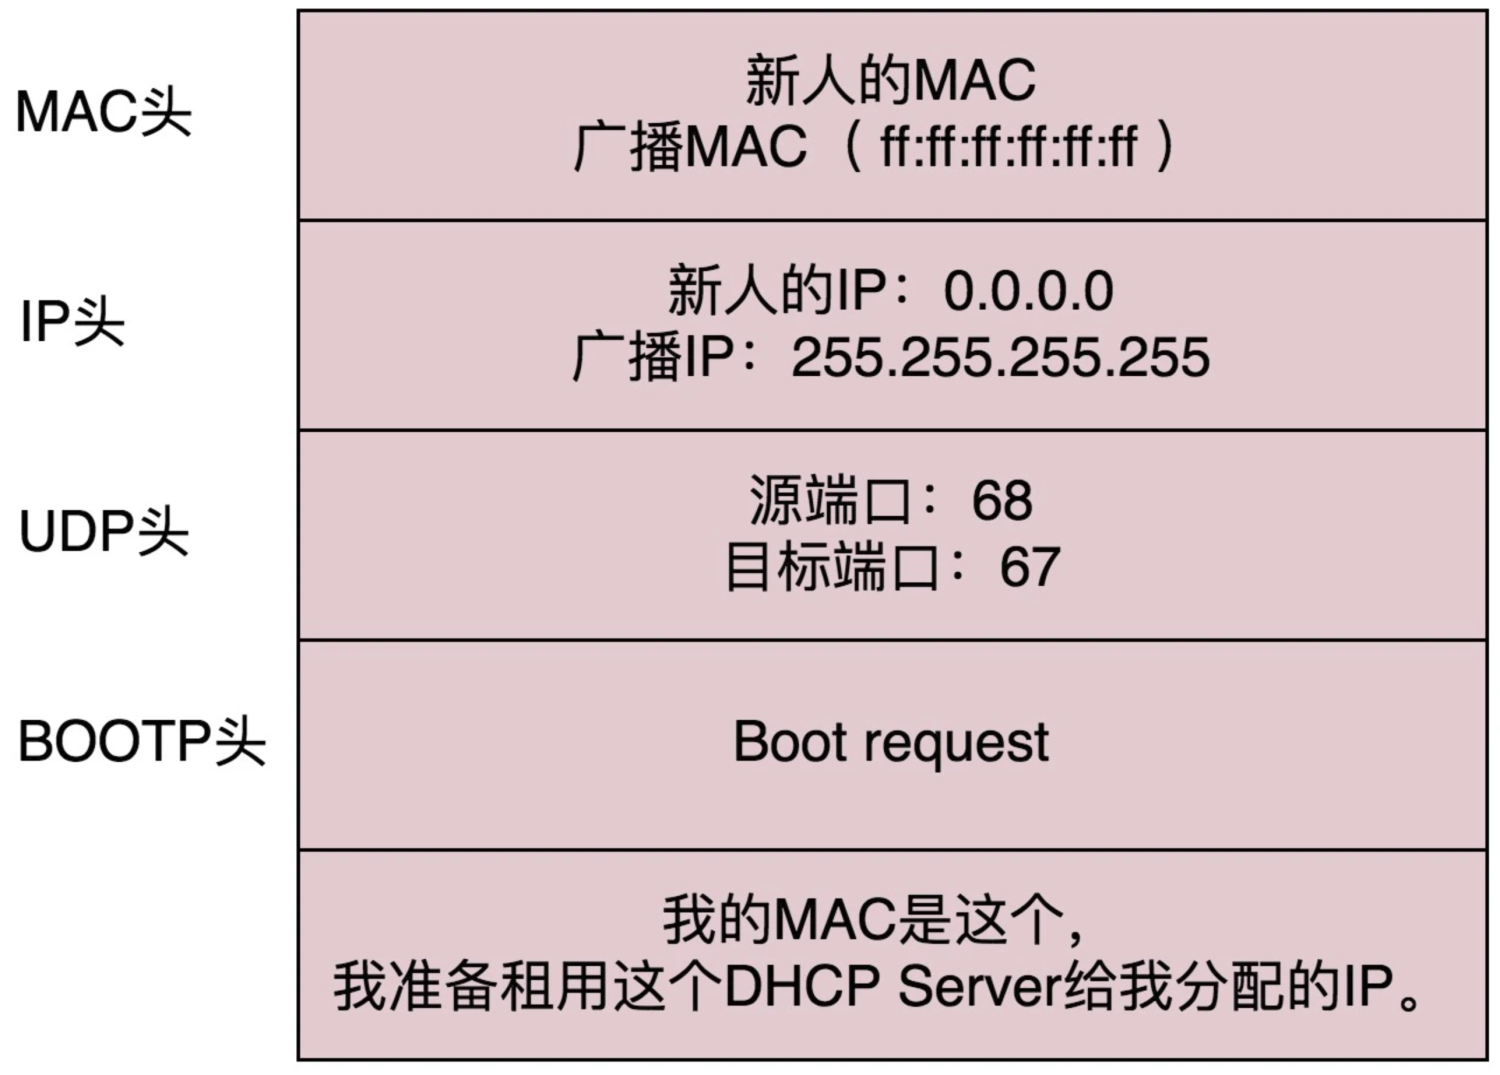 MAC头
新人的MAC
广播MAC（ff:ff:ff:ff:ff:ff）
IP头
新人的IP：0.0.0.0
广播IP：255.255.255.255
UDP头
源端口：68
目标端口：67
BOOTP头
Boot request
我的MAC是这个，
我准备租用这个DHCP Server给我分配的IP。